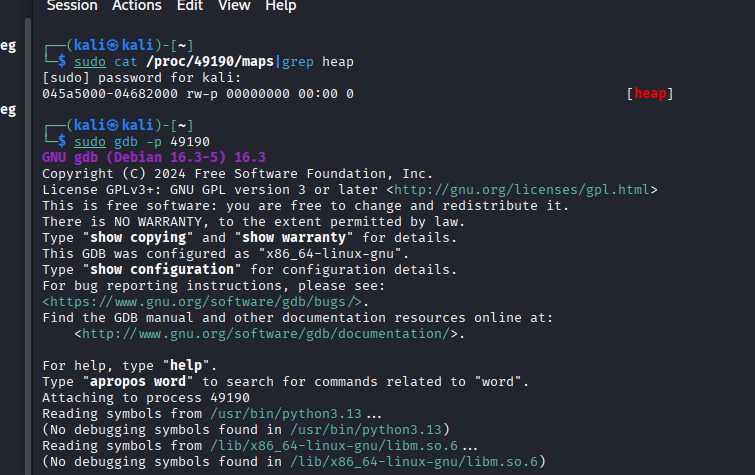 Session Actions Edit View Help
eg
┌──(kali㉿kali)-[~]
└─$ sudo cat /proc/49190/maps|grep heap
[sudo] password for kali:
045a5000-04682000 rw-p 00000000 00:00 0 [heap]
eg
┌──(kali㉿kali)-[~]
└─$ sudo gdb -p 49190
GNU gdb (Debian 16.3-5) 16.3
Copyright (C) 2024 Free Software Foundation, Inc.
License GPLv3+: GNU GPL version 3 or later <http://gnu.org/licenses/gpl.html>
This is free software: you are free to change and redistribute it.
There is NO WARRANTY, to the extent permitted by law.
Type "show copying" and "show warranty" for details.
This GDB was configured as "x86_64-linux-gnu".
Type "show configuration" for configuration details.
For bug reporting instructions, please see:
<https://www.gnu.org/software/gdb/bugs/>.
Find the GDB manual and other documentation resources online at:
<http://www.gnu.org/software/gdb/documentation/>.
For help, type "help".
Type "apropos word" to search for commands related to "word".
Attaching to process 49190
Reading symbols from /usr/bin/python3.13...
(No debugging symbols found in /usr/bin/python3.13)
Reading symbols from /lib/x86_64-linux-gnu/libm.so.6...
(No debugging symbols found in /lib/x86_64-linux-gnu/libm.so.6)